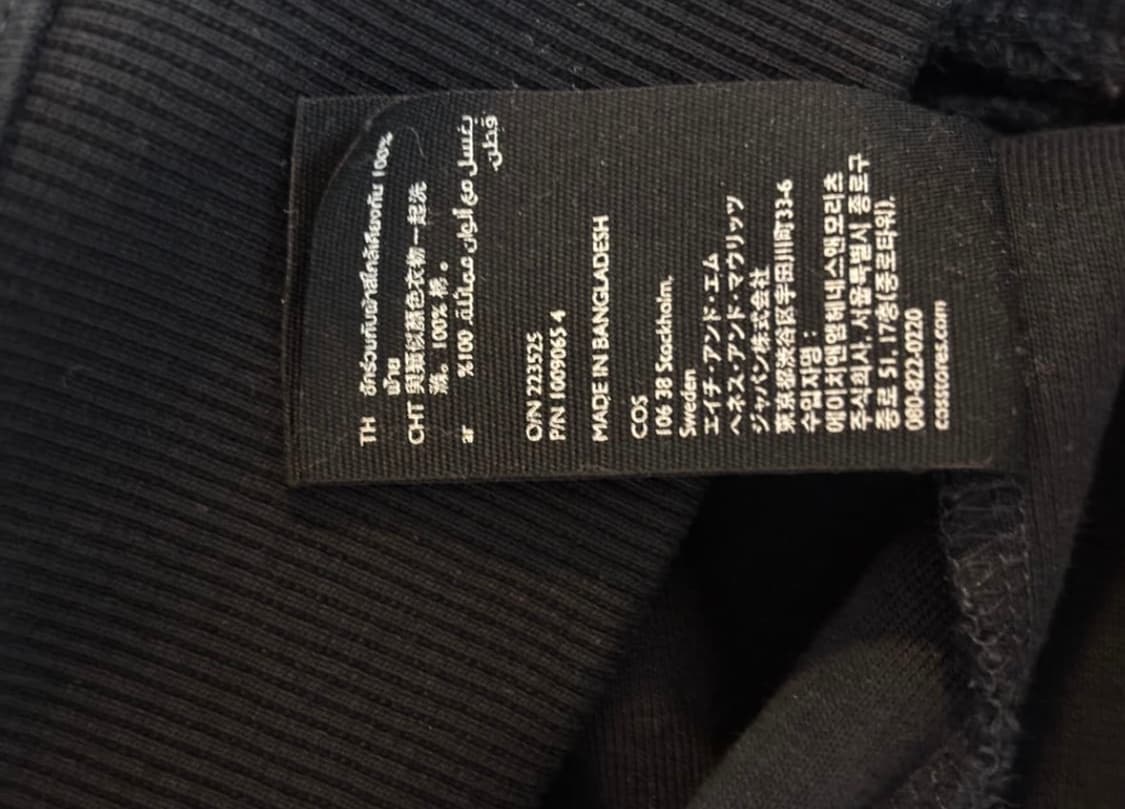 TH ซักร่วมกับผ้าสีใกล้เคียงกัน 100%
ฝ้าย
CHT 與類似顏色衣物一起洗
滌。100% 棉。
ar يغسل مع ألوان مماثلة. 100%
قطن.
O/N 223525
P/N 1009065 4
MADE IN BANGLADESH
COS
106 38 Stockholm,
Sweden
エイチ・アンド・エム
ヘネス・アンド・マウリッツ
ジャパン株式会社
東京都渋谷区宇田川町33-6
수입자명 :
에이치앤엠헤네스앤모리츠
주식회사, 서울특별시 종로구
종로 51, 17층(종로타워),
080-822-0220
cosstores.com